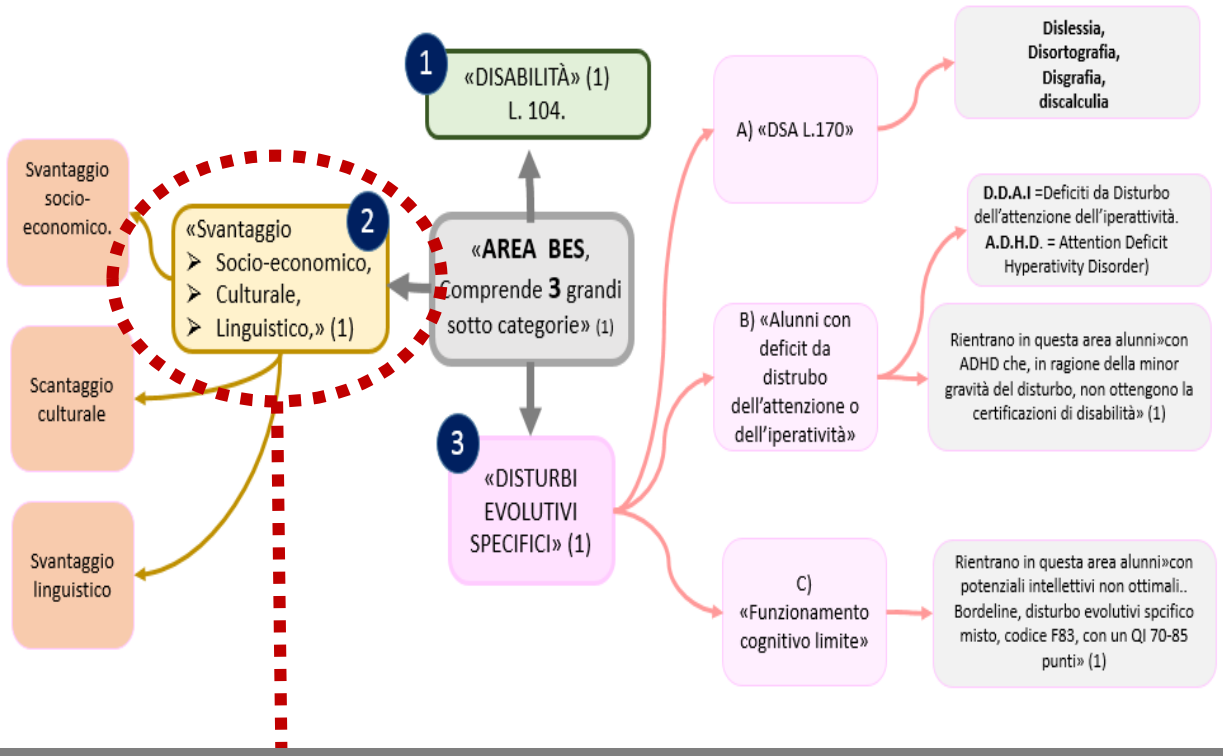 1
«DISABILITÀ» (1)
L. 104.
Svantaggio
socio-
economico.
2
«Svantaggio
➢ Socio-economico,
➢ Culturale,
➢ Linguistico,» (1)
«AREA BES,
Comprende 3 grandi
sotto categorie» (1)
Scantaggio
culturale
Svantaggio
linguistico
3
«DISTURBI
EVOLUTIVI
SPECIFICI» (1)
A) «DSA L.170»
Dislessia,
Disortografia,
Disgrafia,
discalculia
B) «Alunni con
deficit da
distrubo
dell'attenzione o
dell'iperatività»
D.D.A.I =Deficiti da Disturbo
dell'attenzione dell'iperattività.
A.D.H.D. = Attention Deficit
Hyperativity Disorder)
Rientrano in questa area alunni»con
ADHD che, in ragione della minor
gravità del disturbo, non ottengono la
certificazioni di disabilità» (1)
C)
«Funzionamento
cognitivo limite»
Rientrano in questa area alunni»con
potenziali intellettivi non ottimali..
Bordeline, disturbo evolutivi spcifico
misto, codice F83, con un QI 70-85
punti» (1)